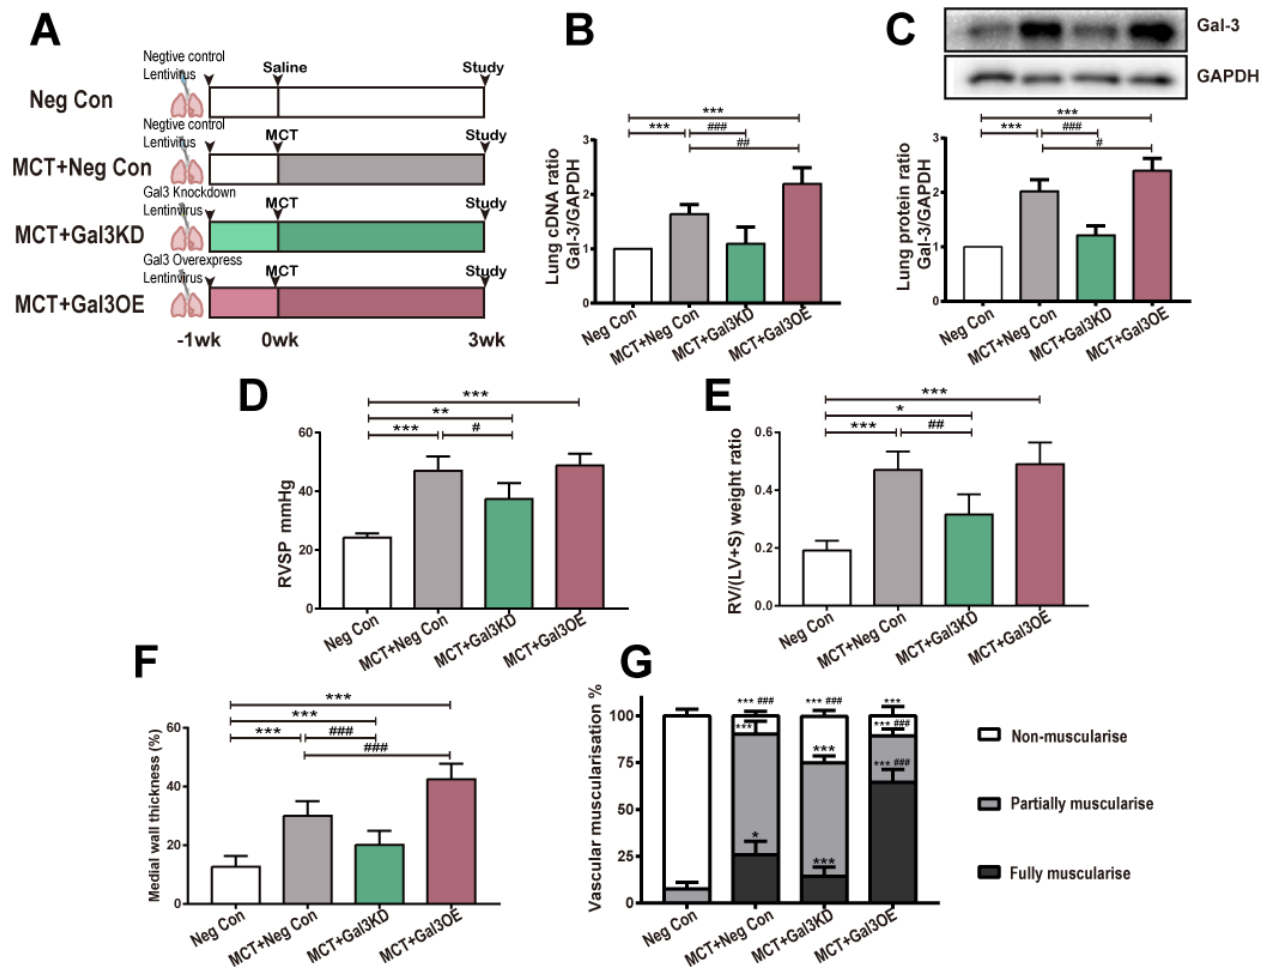 A
Negtive control
Lentivirus
Saline
Study
Neg Con
Negtive control
Lentivirus
MCT
Study
MCT+Neg Con
Gal3 Knockdown
Lentinvirus
MCT
Study
MCT+Gal3KD
Gal3 Overexpress
Lentinvirus
MCT
Study
MCT+Gal3OE
-1wk 0wk 3wk
B
***
*** ###
##
Lung cDNA ratio
Gal-3/GAPDH
3
2
1
0
Neg Con
MCT+Neg Con
MCT+Gal3KD
MCT+Gal3OE
C
Gal-3
GAPDH
***
*** ###
#
Lung protein ratio
Gal-3/GAPDH
3
2
1
0
Neg Con
MCT+Neg Con
MCT+Gal3KD
MCT+Gal3OE
D
***
**
*** #
RVSP mmHg
60
40
20
0
Neg Con
MCT+Neg Con
MCT+Gal3KD
MCT+Gal3OE
E
***
*
*** ##
RV/(LV+S) weight ratio
0.6
0.4
0.2
0.0
Neg Con
MCT+Neg Con
MCT+Gal3KD
MCT+Gal3OE
F
***
***
*** ###
###
Medial wall thickness (%)
60
40
20
0
Neg Con
MCT+Neg Con
MCT+Gal3KD
MCT+Gal3OE
G
Vascular muscularisation %
100
75
50
25
0
*** ### *** ### ***
*** *** ###
***
*** ###
*
***
Neg Con
MCT+Neg Con
MCT+Gal3KD
MCT+Gal3OE
Non-muscularise
Partially muscularise
Fully muscularise